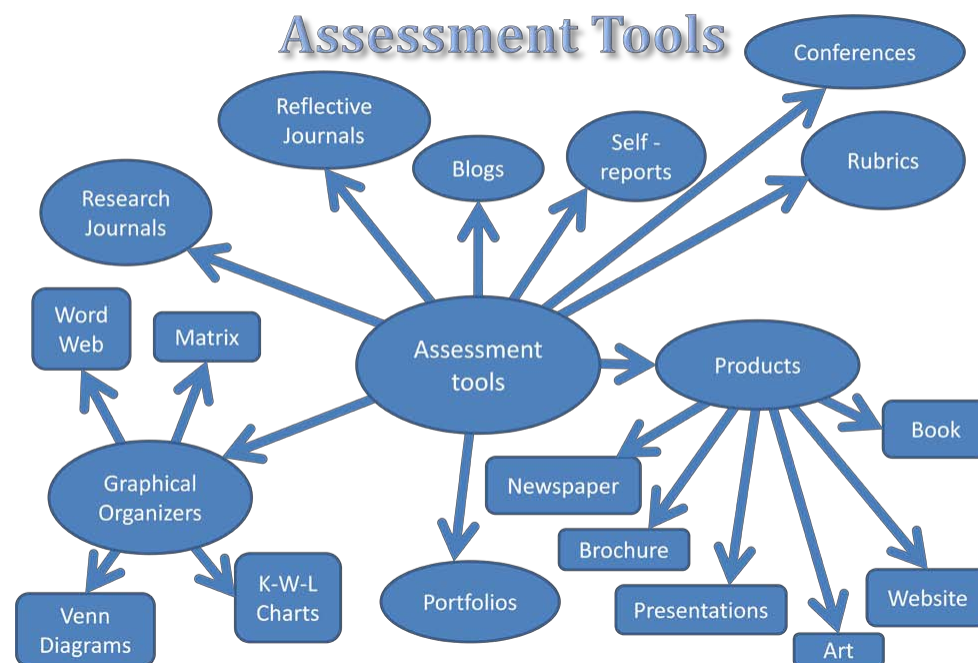 Assessment Tools
Conferences
Reflective
Journals
Blogs
Self -
reports
Rubrics
Research
Journals
Word
Web
Matrix
Assessment
tools
Products
Book
Graphical
Organizers
Newspaper
Brochure
K-W-L
Charts
Venn
Diagrams
Portfolios
Presentations
Website
Art